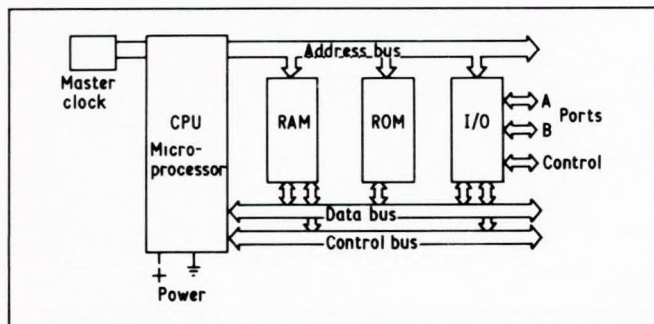 Address bus
Master
clock
CPU
Micro-
processor
RAM
ROM
I/O
A
Ports
B
Control
Data bus
Control bus
+
Power